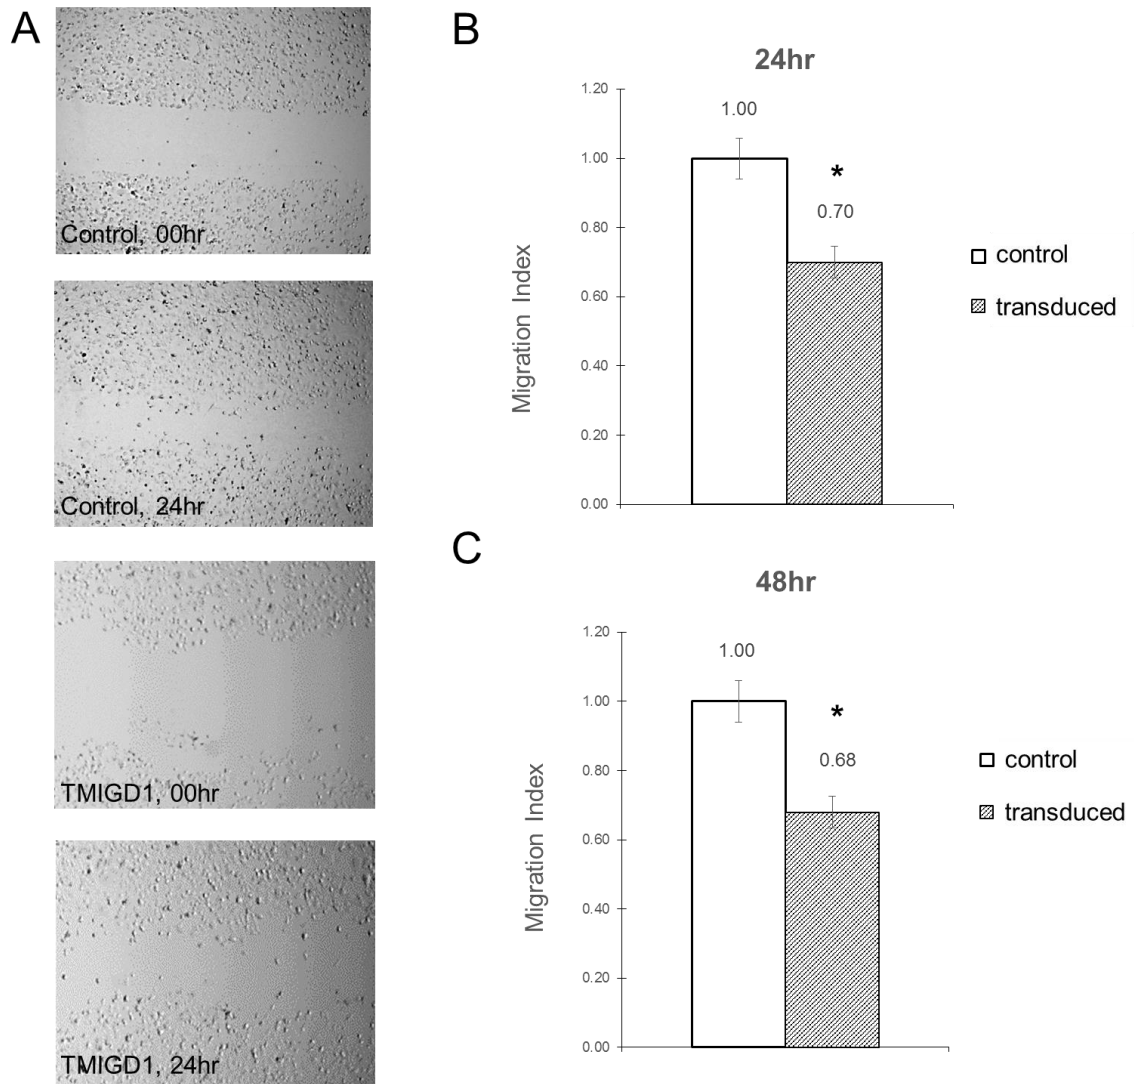 A
Control, 00hr
Control, 24hr
TMIGD1, 00hr
TMIGD1, 24hr
B
24hr
1.20
1.00
0.80
0.60
0.40
0.20
0.00
Migration Index
1.00
*
0.70
control
transduced
C
48hr
1.20
1.00
0.80
0.60
0.40
0.20
0.00
Migration Index
1.00
*
0.68
control
transduced